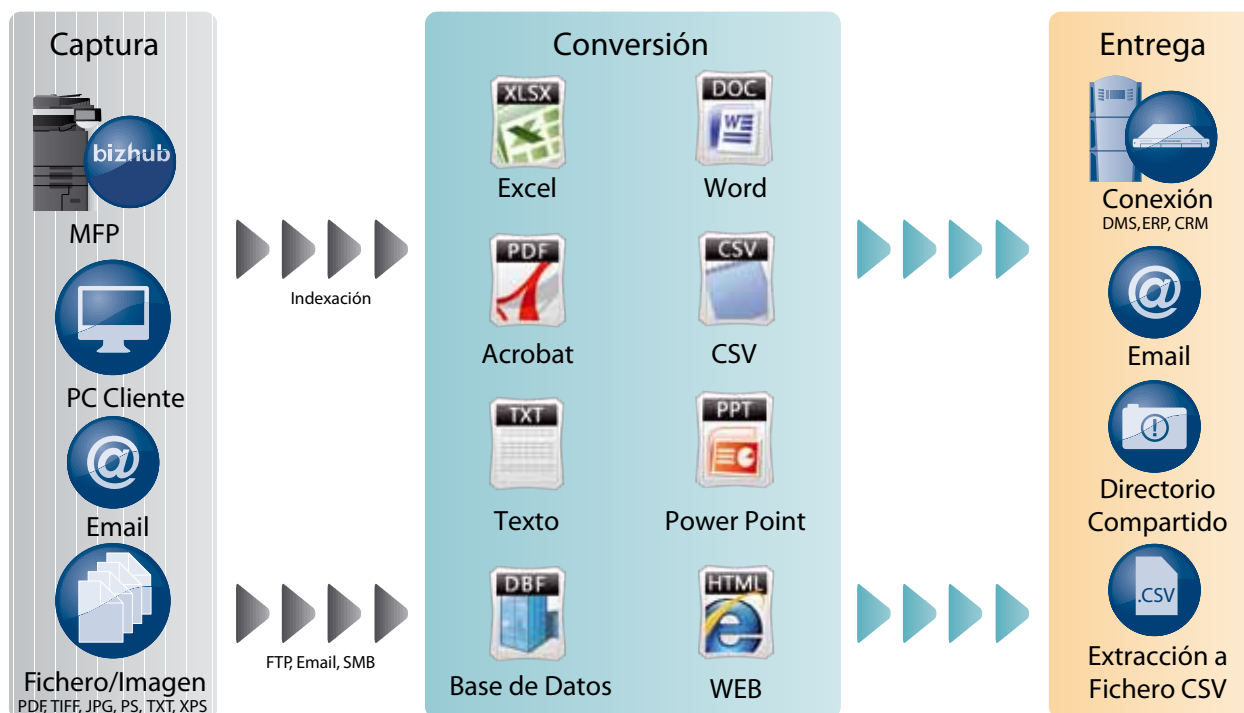 Captura
bizhub
MFP
PC Cliente
Email
Fichero/Imagen
PDF, TIFF, JPG, PS, TXT, XPS
Indexación
FTP, Email, SMB
Conversión
XLSX
DOC
Excel
Word
PDF
CSV
Acrobat
CSV
TXT
PPT
Texto
Power Point
DBF
HTML
Base de Datos
WEB
Entrega
Conexión
DMS, ERP, CRM
Email
Directorio
Compartido
.CSV
Extracción a
Fichero CSV